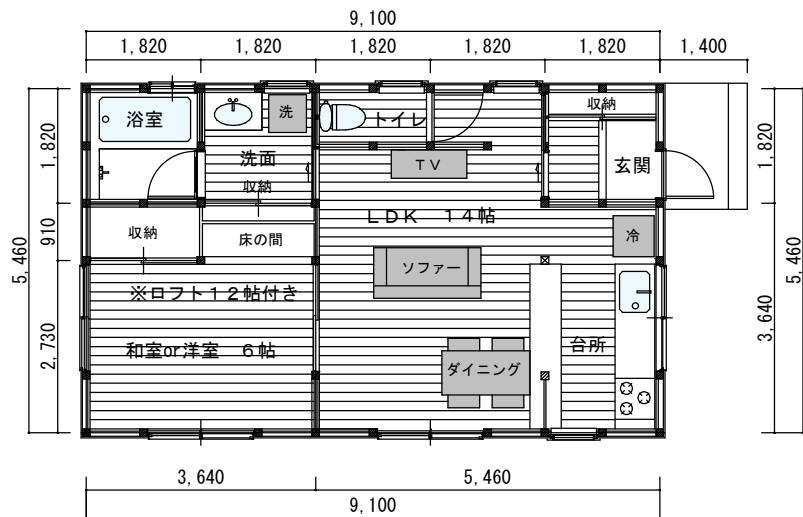 9,100
1,820 1,820 1,820 1,820 1,820 1,400
浴室
洗
トイレ
収納
1,820
洗面
TV
玄関
1,820
収納
LDK 14帖
収納
床の間
冷
910
5,460
ソファー
5,460
※ロフト12帖付き
3,640
2,730
和室or洋室 6帖
台所
ダイニング
3,640 5,460
9,100